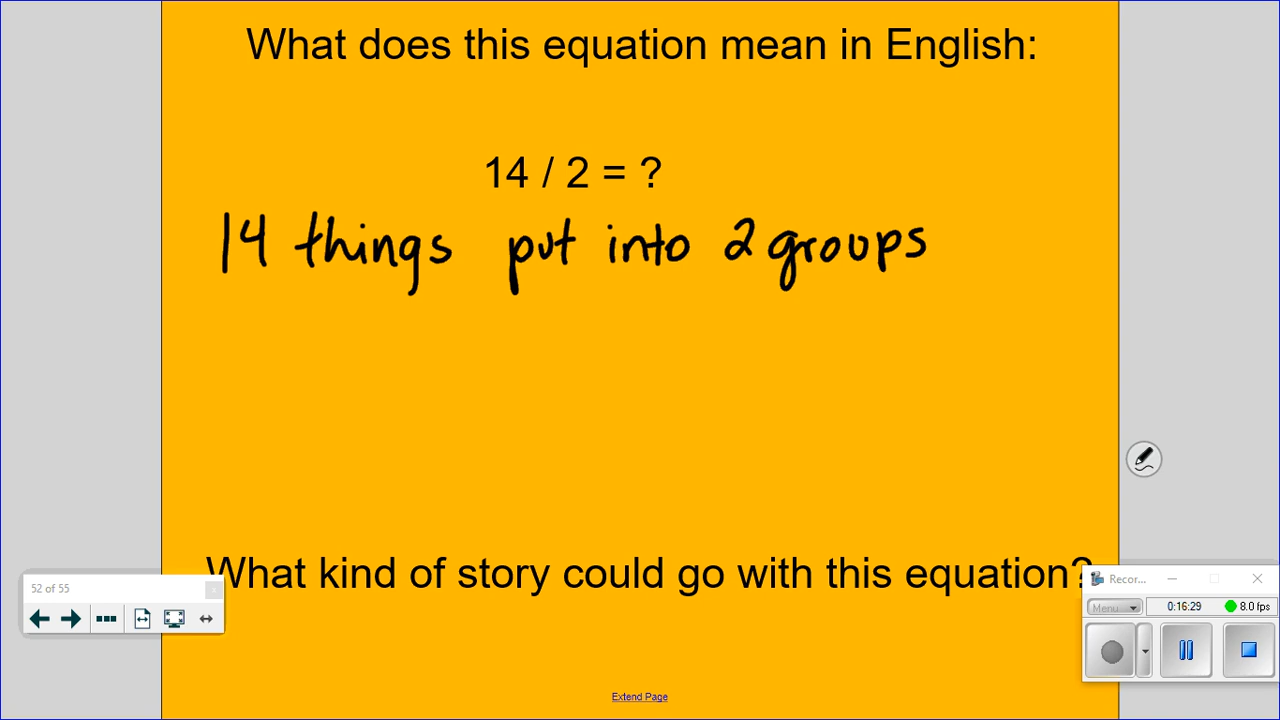 What does this equation mean in English:
14 / 2 = ?
14 things put into 2 groups
What kind of story could go with this equation?
52 of 55
Recor...
Menu
0:16:29
8.0 fps
Extend Page